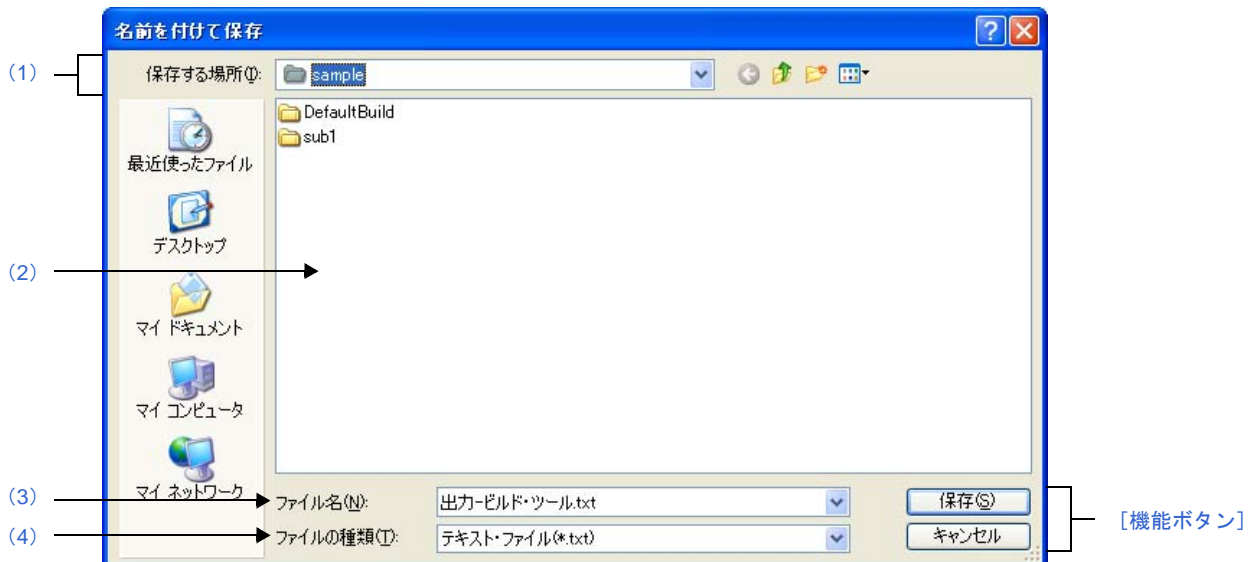 名前を付けて保存
(1)
保存する場所(I):
sample
DefaultBuild
sub1
最近使ったファイル
デスクトップ
(2)
マイ ドキュメント
マイ コンピュータ
マイ ネットワーク
(3)
ファイル名(N):
出力-ビルド・ツール.txt
保存(S)
(4)
ファイルの種類(T):
テキスト・ファイル(*.txt)
キャンセル
[機能ボタン]